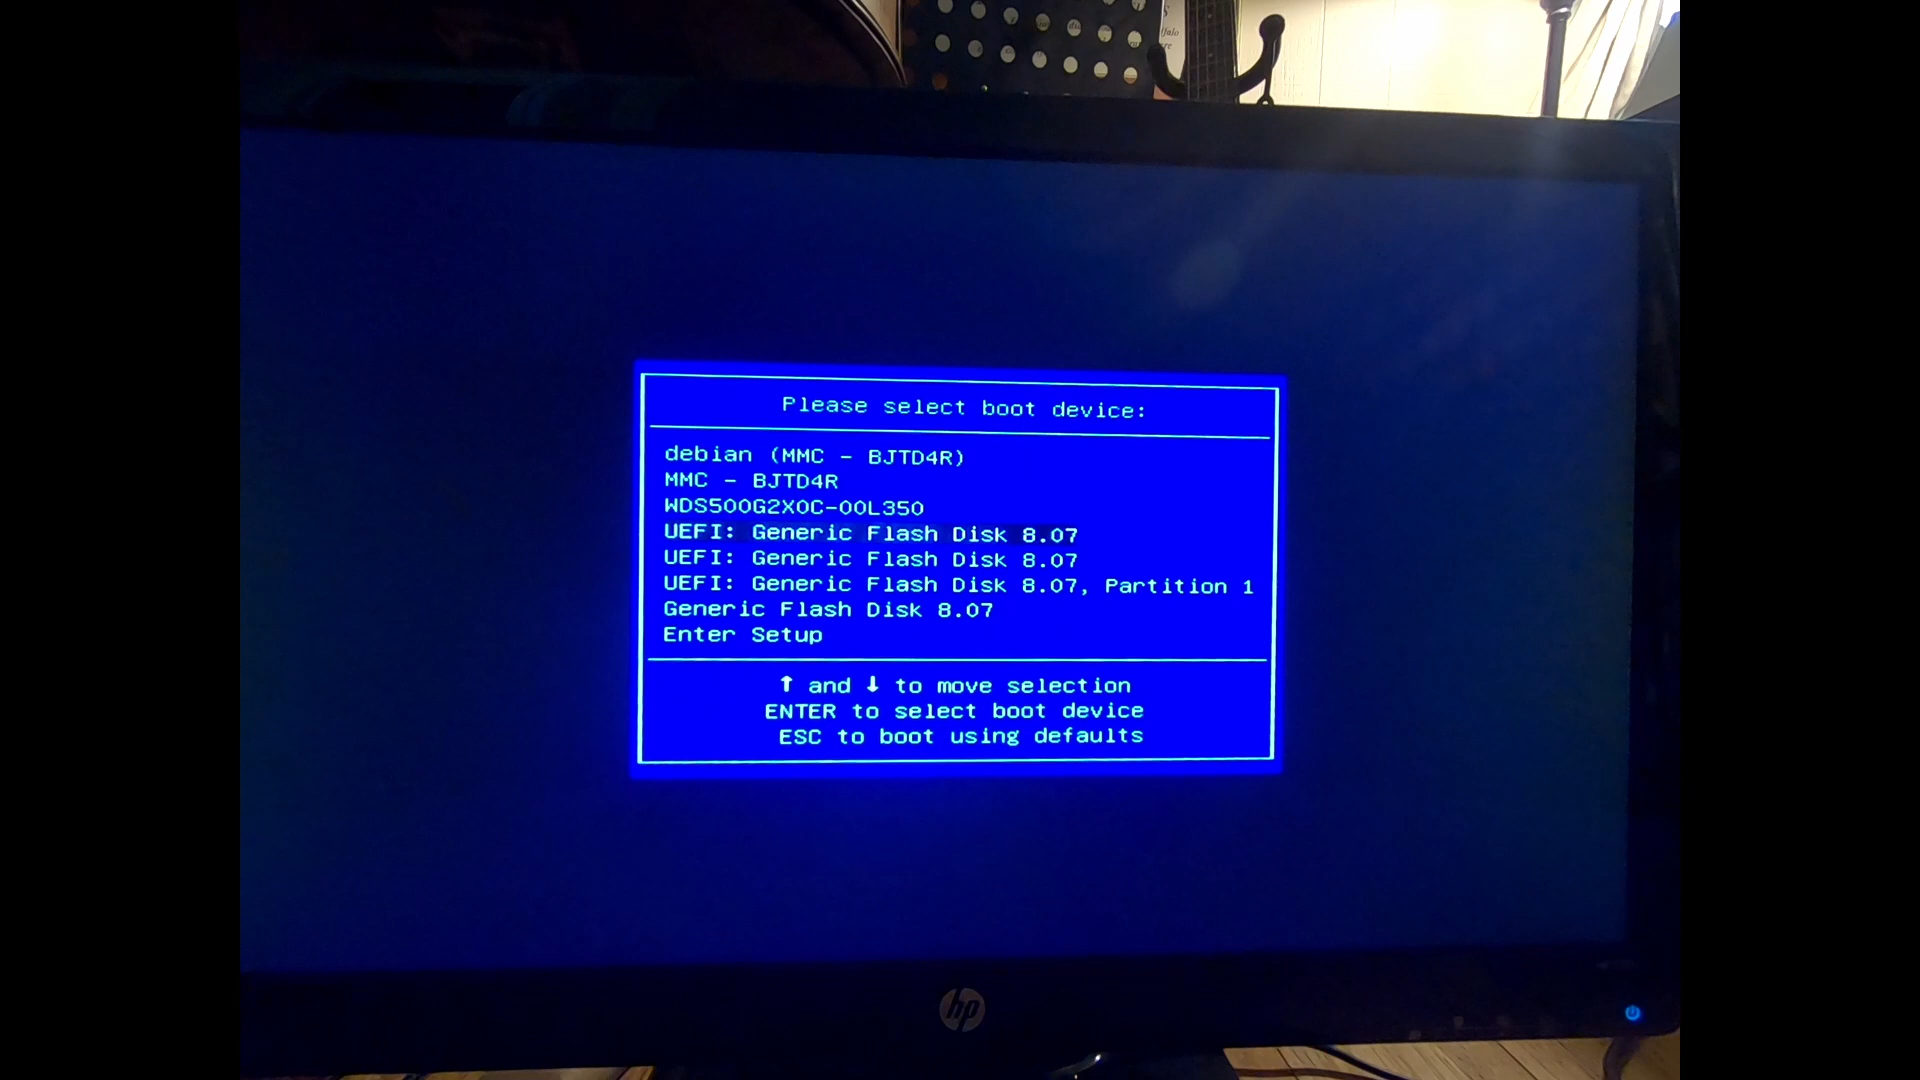 Please select boot device:
debian (MMC - BJTD4R)
MMC - BJTD4R
WDS500G2X0C-00L350
UEFI: Generic Flash Disk 8.07
UEFI: Generic Flash Disk 8.07
UEFI: Generic Flash Disk 8.07, Partition 1
Generic Flash Disk 8.07
Enter Setup
↑ and ↓ to move selection
ENTER to select boot device
ESC to boot using defaults
hp